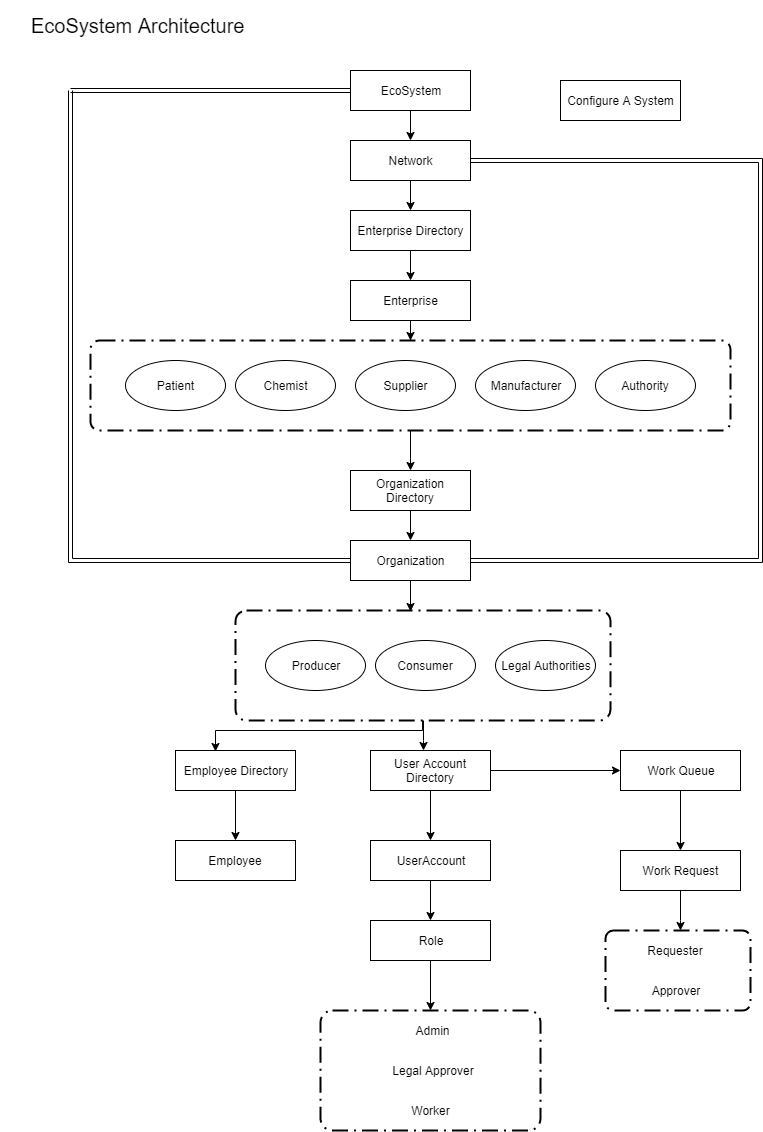 EcoSystem Architecture
EcoSystem
Configure A System
Network
Enterprise Directory
Enterprise
Patient
Chemist
Supplier
Manufacturer
Authority
Organization
Directory
Organization
Producer
Consumer
Legal Authorities
Employee Directory
User Account
Directory
Work Queue
Employee
UserAccount
Work Request
Role
Requester
Approver
Admin
Legal Approver
Worker